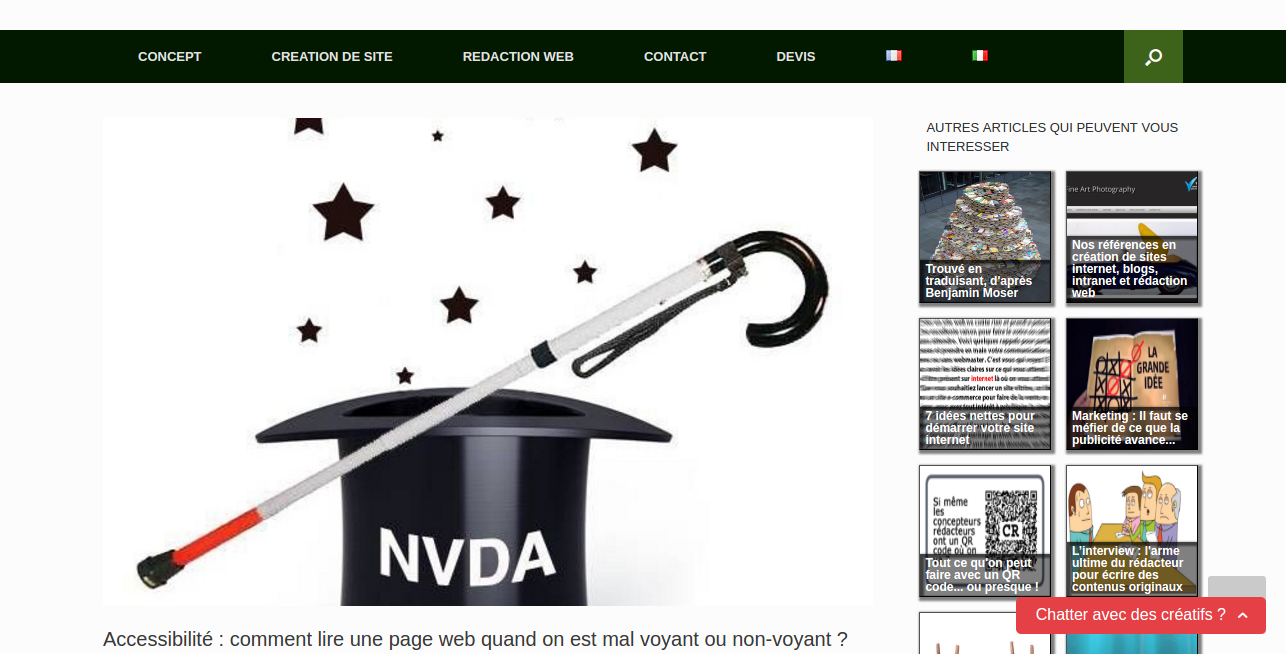 CONCEPT
CREATION DE SITE
REDACTION WEB
CONTACT
DEVIS
NVDA
Accessibilité : comment lire une page web quand on est mal voyant ou non-voyant ?
AUTRES ARTICLES QUI PEUVENT VOUS
INTERESSER
Trouvé en
traduisant, d'après
Benjamin Moser
Fine Art Photography
Nos références en
création de sites
internet, blogs,
intranet et rédaction
web
7 idées nettes pour
démarrer votre site
internet
LA
GRANDE
IDÉE
Marketing : Il faut se
méfier de ce que la
publicité avance...
Si même
les
concepteurs
rédacteurs
ont un QR
code où on
CR
Tout ce qu'on peut
faire avec un QR
code... ou presque !
L'interview : l'arme
ultime du rédacteur
pour écrire des
contenus originaux
Chatter avec des créatifs ?